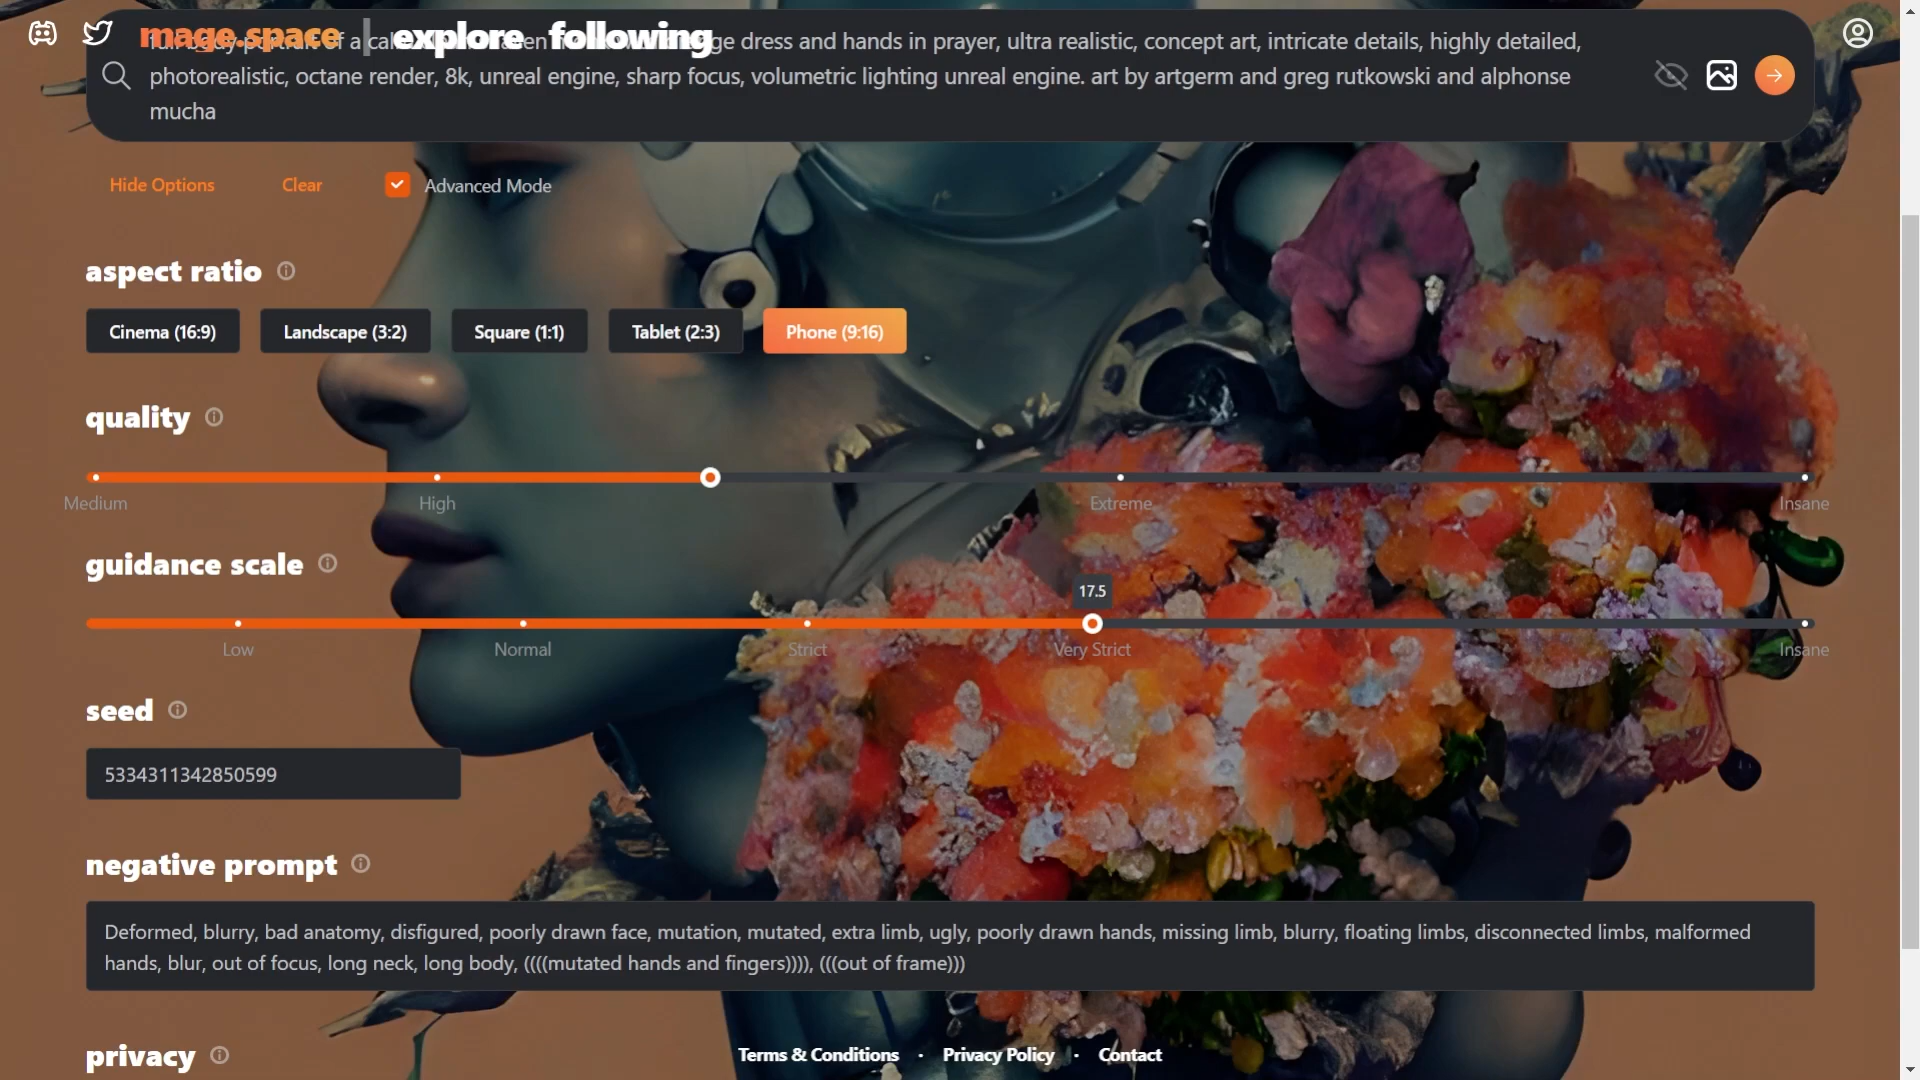 mage.space | explore following
full body portrait of a ge dress and hands in prayer, ultra realistic, concept art, intricate details, highly detailed,
photorealistic, octane render, 8k, unreal engine, sharp focus, volumetric lighting unreal engine. art by artgerm and greg rutkowski and alphonse
mucha
Hide Options Clear Advanced Mode
aspect ratio
Cinema (16:9) Landscape (3:2) Square (1:1) Tablet (2:3) Phone (9:16)
quality
Medium High Extreme Insane
guidance scale
17.5
Low Normal Strict Very Strict Insane
seed
5334311342850599
negative prompt
Deformed, blurry, bad anatomy, disfigured, poorly drawn face, mutation, mutated, extra limb, ugly, poorly drawn hands, missing limb, blurry, floating limbs, disconnected limbs, malformed
hands, blur, out of focus, long neck, long body, ((((mutated hands and fingers)))), (((out of frame)))
privacy
Terms & Conditions · Privacy Policy · Contact